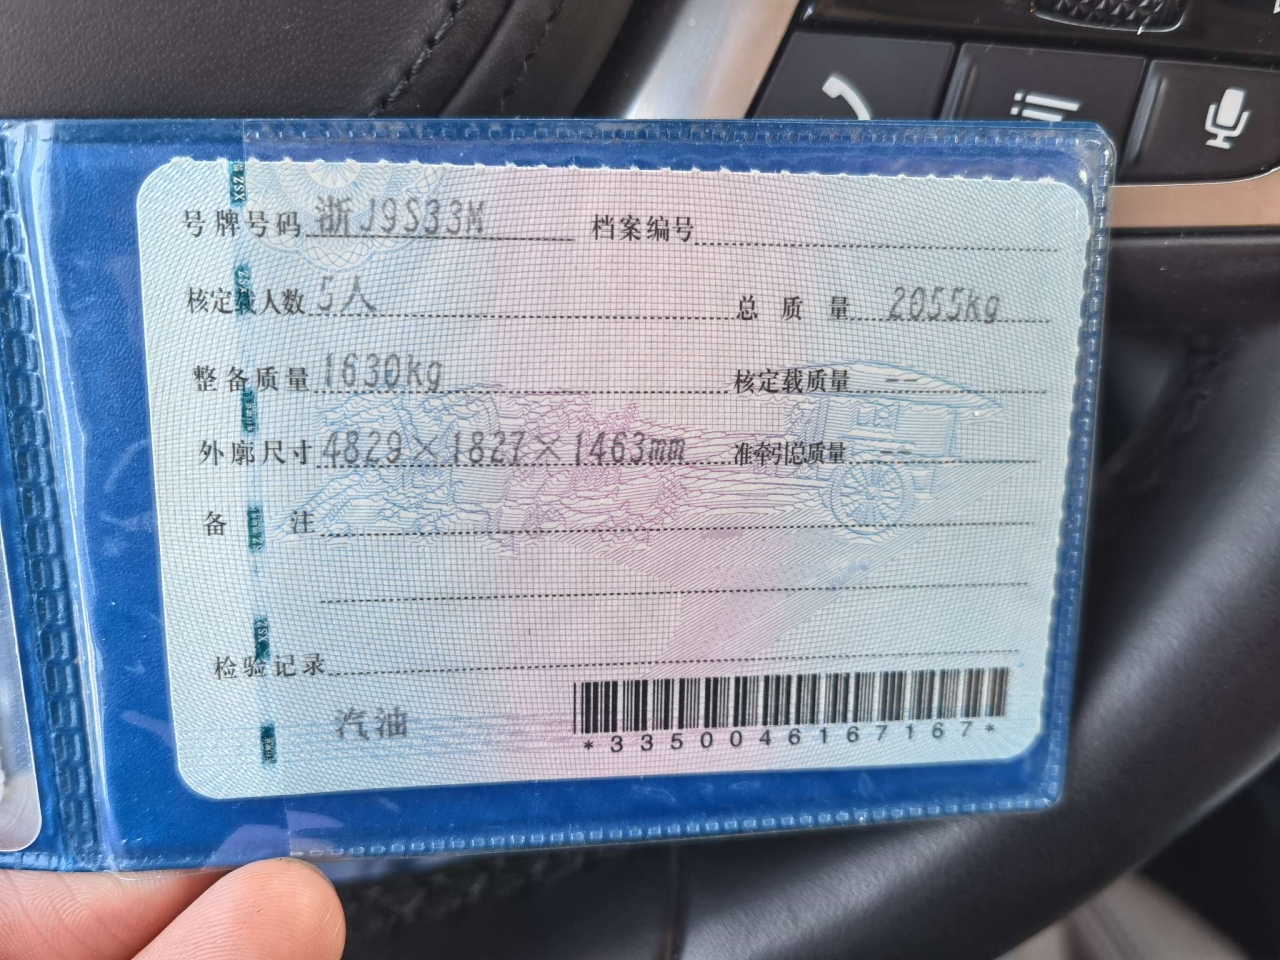 号牌号码 浙J9S33M 档案编号
核定载人数 5人 总质量 2055kg
整备质量 1630kg 核定载质量 --
外廓尺寸 4829×1827×1463mm 准牵引总质量 --
备注
检验记录
汽油
*3350046167167*